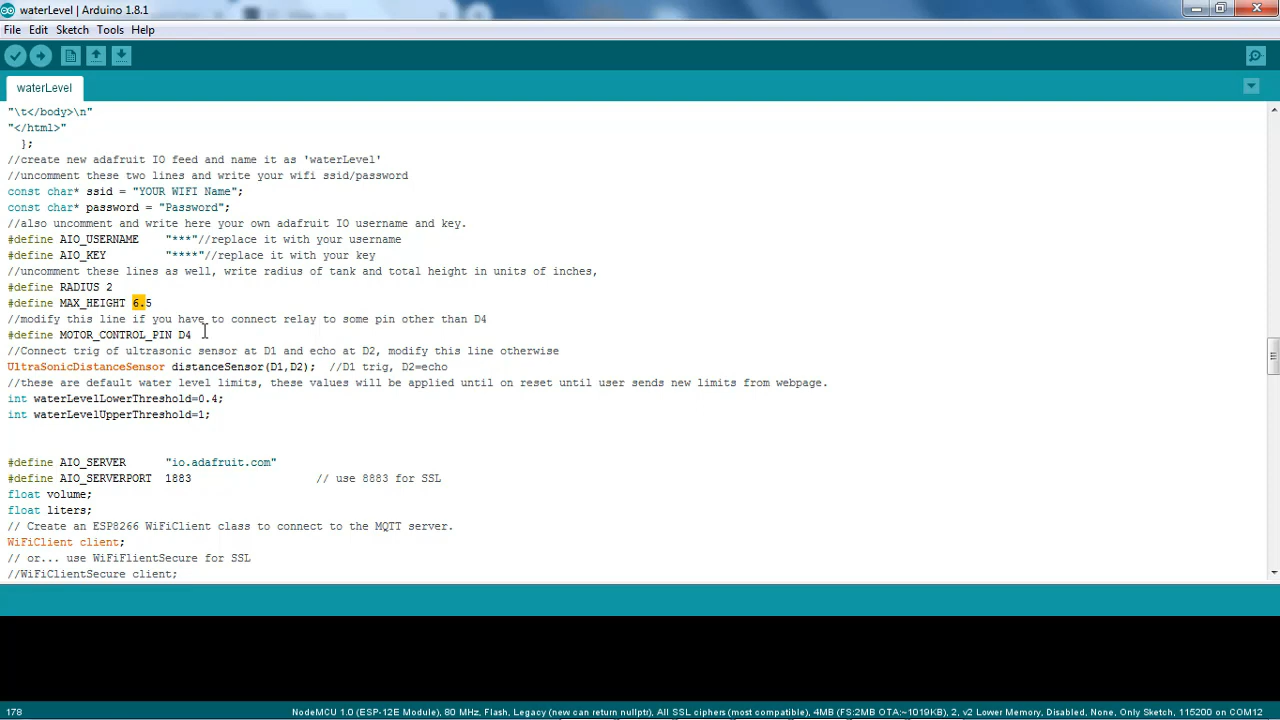 waterLevel | Arduino 1.8.1
File Edit Sketch Tools Help
waterLevel
"\t</body>\n"
"</html>"
};
//create new adafruit IO feed and name it as 'waterLevel'
//uncomment these two lines and write your wifi ssid/password
const char* ssid = "YOUR WIFI Name";
const char* password = "Password";
//also uncomment and write here your own adafruit IO username and key.
#define AIO_USERNAME "***"//replace it with your username
#define AIO_KEY "****"//replace it with your key
//uncomment these lines as well, write radius of tank and total height in units of inches,
#define RADIUS 2
#define MAX_HEIGHT 6.5
//modify this line if you have to connect relay to some pin other than D4
#define MOTOR_CONTROL_PIN D4
//Connect trig of ultrasonic sensor at D1 and echo at D2, modify this line otherwise
UltraSonicDistanceSensor distanceSensor(D1,D2); //D1 trig, D2=echo
//these are default water level limits, these values will be applied until on reset until user sends new limits from webpage.
int waterLevelLowerThreshold=0.4;
int waterLevelUpperThreshold=1;
#define AIO_SERVER "io.adafruit.com"
#define AIO_SERVERPORT 1883 // use 8883 for SSL
float volume;
float liters;
// Create an ESP8266 WiFiClient class to connect to the MQTT server.
WiFiClient client;
// or... use WiFiFlientSecure for SSL
//WiFiClientSecure client;
178 NodeMCU 1.0 (ESP-12E Module), 80 MHz, Flash, Legacy (new can return nullptr), All SSL ciphers (most compatible), 4MB (FS:2MB OTA:~1019KB), 2, v2 Lower Memory, Disabled, None, Only Sketch, 115200 on COM12